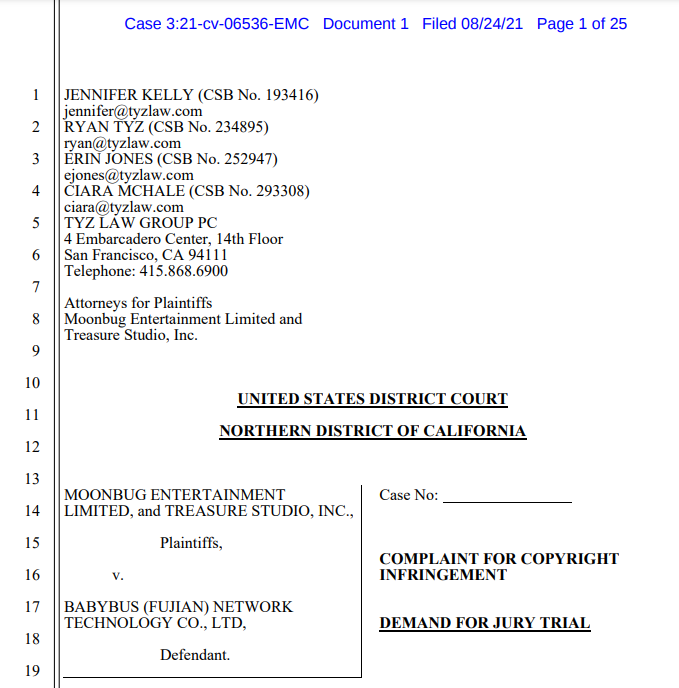 Case 3:21-cv-06536-EMC Document 1 Filed 08/24/21 Page 1 of 25
1 JENNIFER KELLY (CSB No. 193416)
jennifer@tyzlaw.com
2 RYAN TYZ (CSB No. 234895)
ryan@tyzlaw.com
3 ERIN JONES (CSB No. 252947)
ejones@tyzlaw.com
4 CIARA MCHALE (CSB No. 293308)
ciara@tyzlaw.com
5 TYZ LAW GROUP PC
4 Embarcadero Center, 14th Floor
6 San Francisco, CA 94111
Telephone: 415.868.6900
7
Attorneys for Plaintiffs
8 Moonbug Entertainment Limited and
Treasure Studio, Inc.
9
10
UNITED STATES DISTRICT COURT
11
NORTHERN DISTRICT OF CALIFORNIA
12
13
MOONBUG ENTERTAINMENT
14 LIMITED, and TREASURE STUDIO, INC.,
15 Plaintiffs,
16 v.
17 BABYBUS (FUJIAN) NETWORK
TECHNOLOGY CO., LTD,
18
Defendant.
19
Case No: ________________
COMPLAINT FOR COPYRIGHT
INFRINGEMENT
DEMAND FOR JURY TRIAL